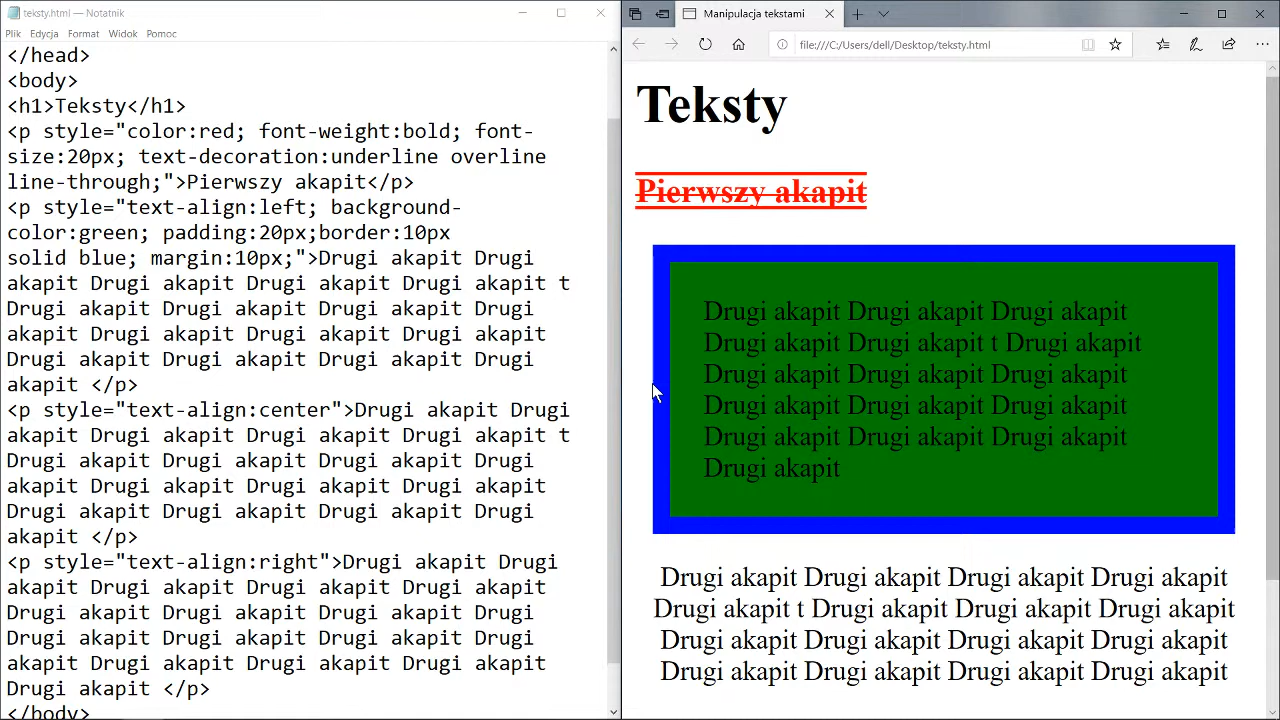 teksty.html — Notatnik
Plik Edycja Format Widok Pomoc
</head>
<body>
<h1>Teksty</h1>
<p style="color:red; font-weight:bold; font-
size:20px; text-decoration:underline overline
line-through;">Pierwszy akapit</p>
<p style="text-align:left; background-
color:green; padding:20px;border:10px
solid blue; margin:10px;">Drugi akapit Drugi
akapit Drugi akapit Drugi akapit Drugi akapit t
Drugi akapit Drugi akapit Drugi akapit Drugi
akapit Drugi akapit Drugi akapit Drugi akapit
Drugi akapit Drugi akapit Drugi akapit Drugi
akapit </p>
<p style="text-align:center">Drugi akapit Drugi
akapit Drugi akapit Drugi akapit Drugi akapit t
Drugi akapit Drugi akapit Drugi akapit Drugi
akapit Drugi akapit Drugi akapit Drugi akapit
Drugi akapit Drugi akapit Drugi akapit Drugi
akapit </p>
<p style="text-align:right">Drugi akapit Drugi
akapit Drugi akapit Drugi akapit Drugi akapit
Drugi akapit Drugi akapit Drugi akapit Drugi
Drugi akapit Drugi akapit Drugi akapit Drugi
akapit Drugi akapit Drugi akapit Drugi akapit
Drugi akapit </p>
</body>
Manipulacja tekstami
file:///C:/Users/dell/Desktop/teksty.html
Teksty
Pierwszy akapit
Drugi akapit Drugi akapit Drugi akapit
Drugi akapit Drugi akapit t Drugi akapit
Drugi akapit Drugi akapit Drugi akapit
Drugi akapit Drugi akapit Drugi akapit
Drugi akapit Drugi akapit Drugi akapit
Drugi akapit
Drugi akapit Drugi akapit Drugi akapit Drugi akapit
Drugi akapit t Drugi akapit Drugi akapit Drugi akapit
Drugi akapit Drugi akapit Drugi akapit Drugi akapit
Drugi akapit Drugi akapit Drugi akapit Drugi akapit